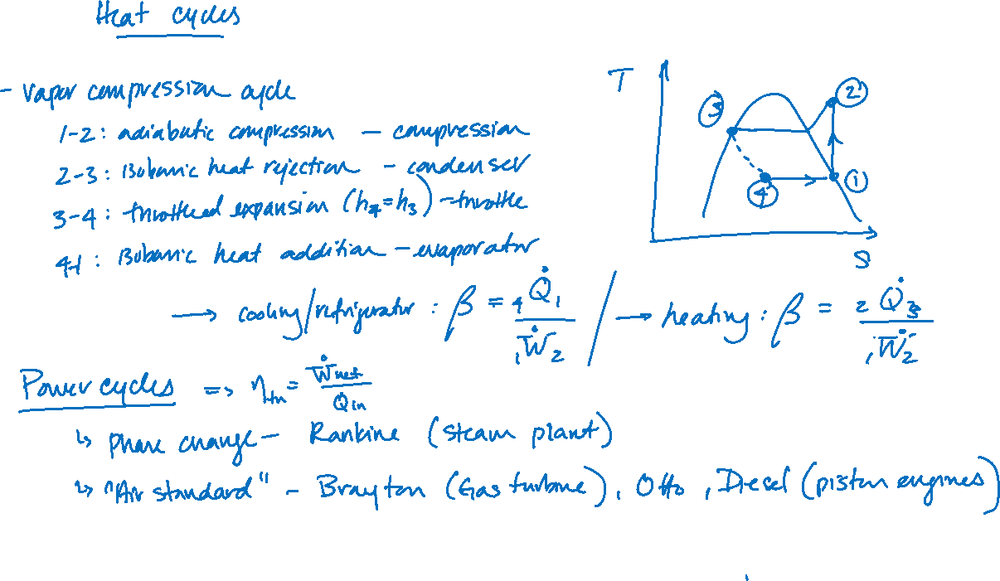 Heat cycles
- vapor compression cycle
1-2: adiabatic compression - compression
2-3: Isobaric heat rejection - condenser
3-4: throttled expansion (h4=h3) - throttle
4-1: Isobaric heat addition - evaporator
T
3
2
4
1
S
→ cooling/refrigerator: β = 4Q̇1 / 1Ẇ2 / → heating: β = 2Q̇3 / 1Ẇ2
Power cycles => ηth = Ẇnet / Q̇in
↳ Phase change - Rankine (steam plant)
↳ "Air standard" - Brayton (Gas turbine), Otto, Diesel (piston engines)